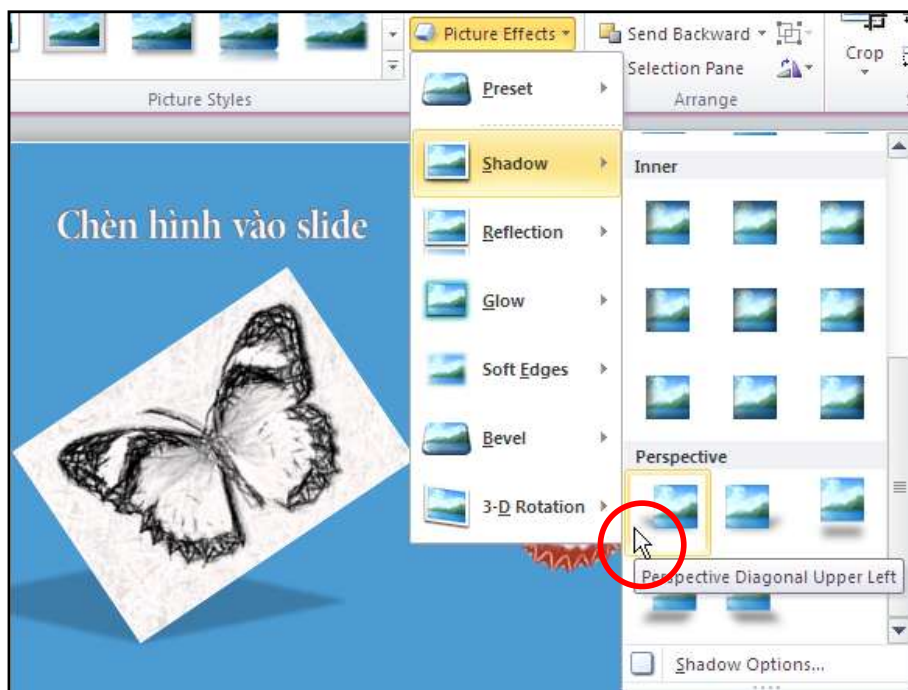 Picture Effects
Send Backward
Selection Pane
Crop
Picture Styles
Arrange
Preset
Shadow
Reflection
Glow
Soft Edges
Bevel
3-D Rotation
Inner
Perspective
Perspective Diagonal Upper Left
Shadow Options...
Chèn hình vào slide